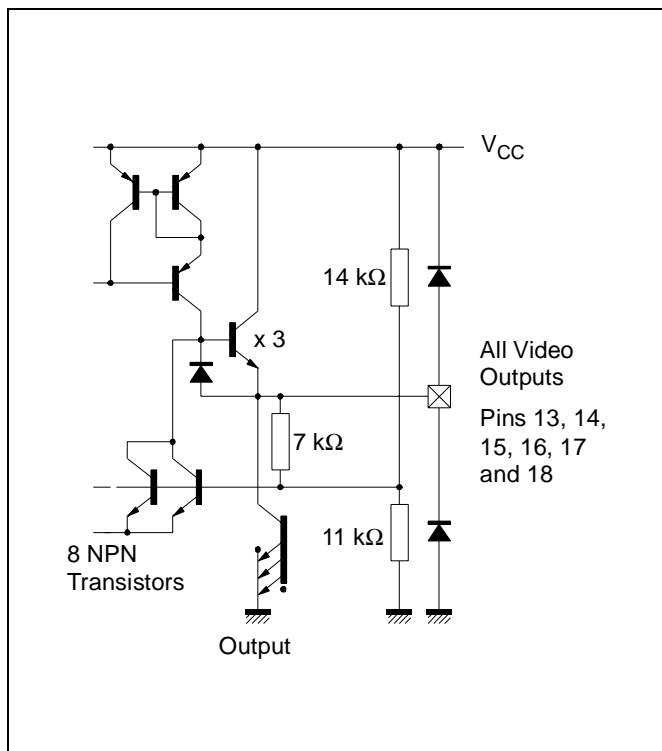 V_CC
14 kΩ
x 3
All Video
Outputs
Pins 13, 14,
15, 16, 17
and 18
7 kΩ
11 kΩ
8 NPN
Transistors
Output